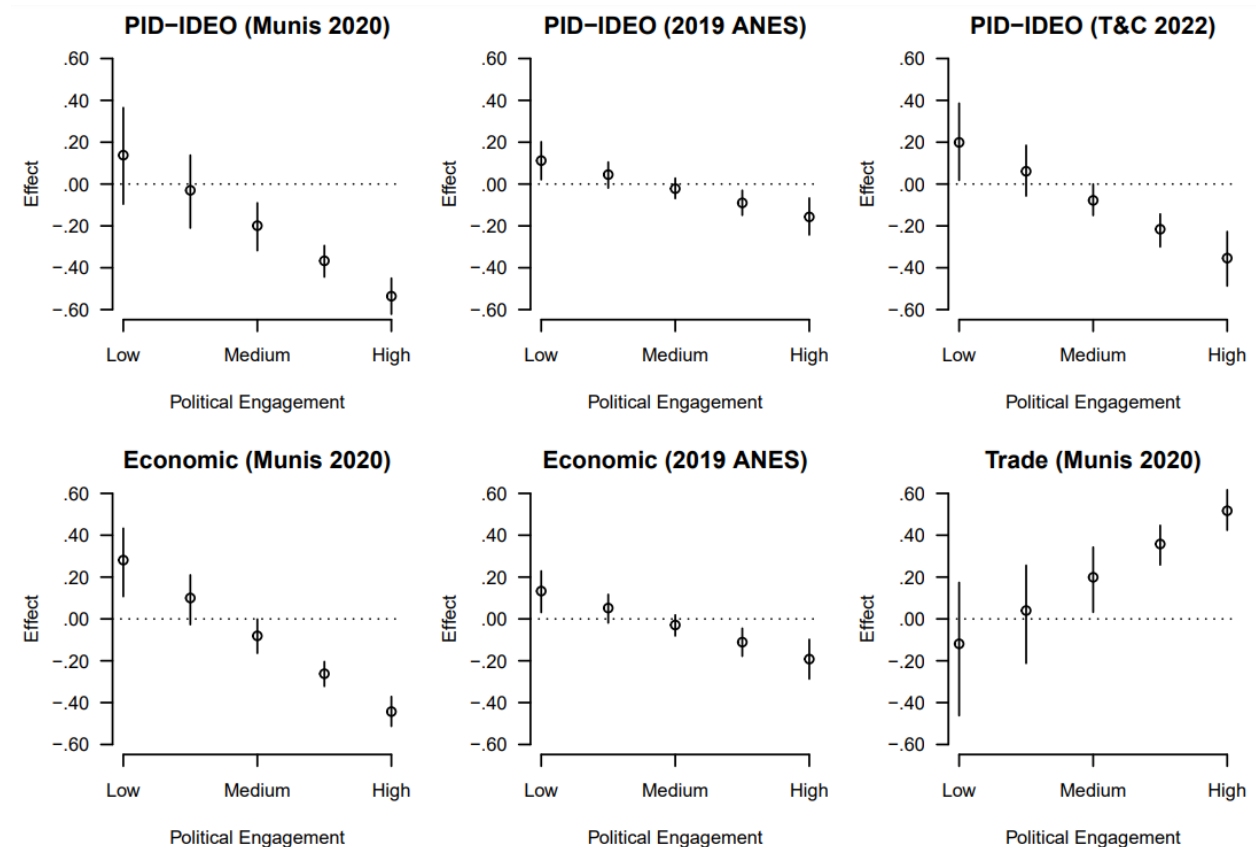 PID−IDEO (Munis 2020)
.60
.40
.20
.00
−.20
−.40
−.60
Effect
Low Medium High
Political Engagement
PID−IDEO (2019 ANES)
.60
.40
.20
.00
−.20
−.40
−.60
Effect
Low Medium High
Political Engagement
PID−IDEO (T&C 2022)
.60
.40
.20
.00
−.20
−.40
−.60
Effect
Low Medium High
Political Engagement
Economic (Munis 2020)
.60
.40
.20
.00
−.20
−.40
−.60
Effect
Low Medium High
Political Engagement
Economic (2019 ANES)
.60
.40
.20
.00
−.20
−.40
−.60
Effect
Low Medium High
Political Engagement
Trade (Munis 2020)
.60
.40
.20
.00
−.20
−.40
−.60
Effect
Low Medium High
Political Engagement